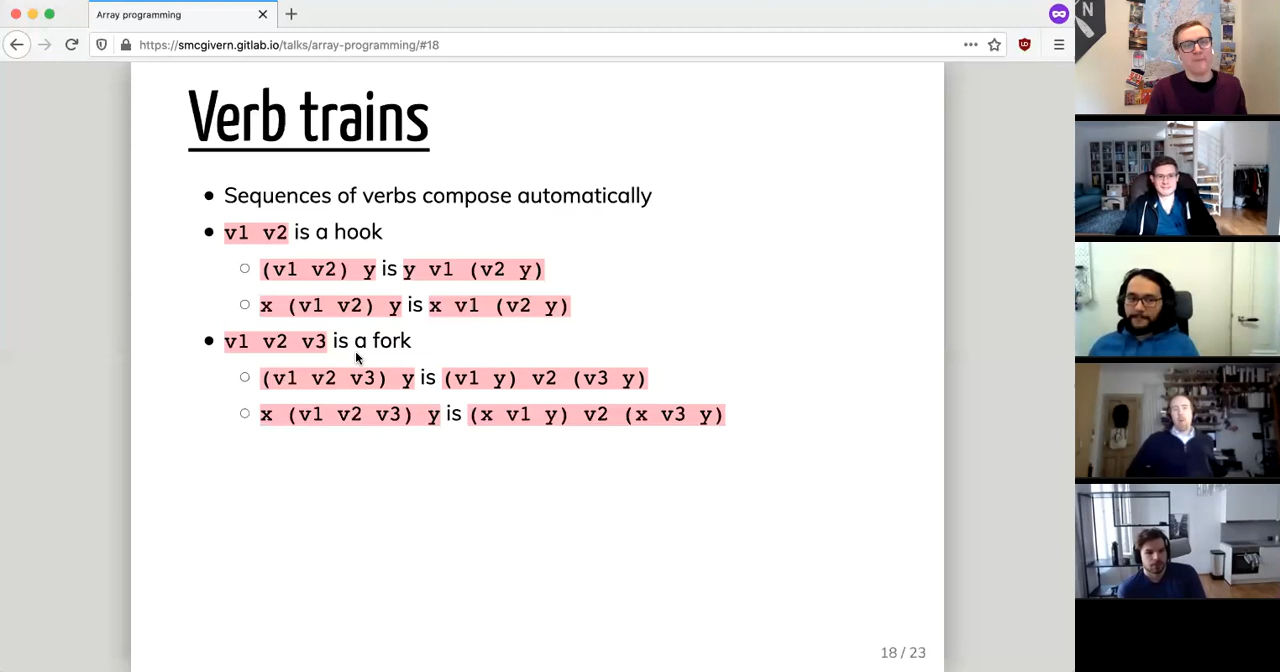 Array programming
https://smcgivern.gitlab.io/talks/array-programming/#18
Verb trains
Sequences of verbs compose automatically
v1 v2 is a hook
(v1 v2) y is y v1 (v2 y)
x (v1 v2) y is x v1 (v2 y)
v1 v2 v3 is a fork
(v1 v2 v3) y is (v1 y) v2 (v3 y)
x (v1 v2 v3) y is (x v1 y) v2 (x v3 y)
18 / 23
N